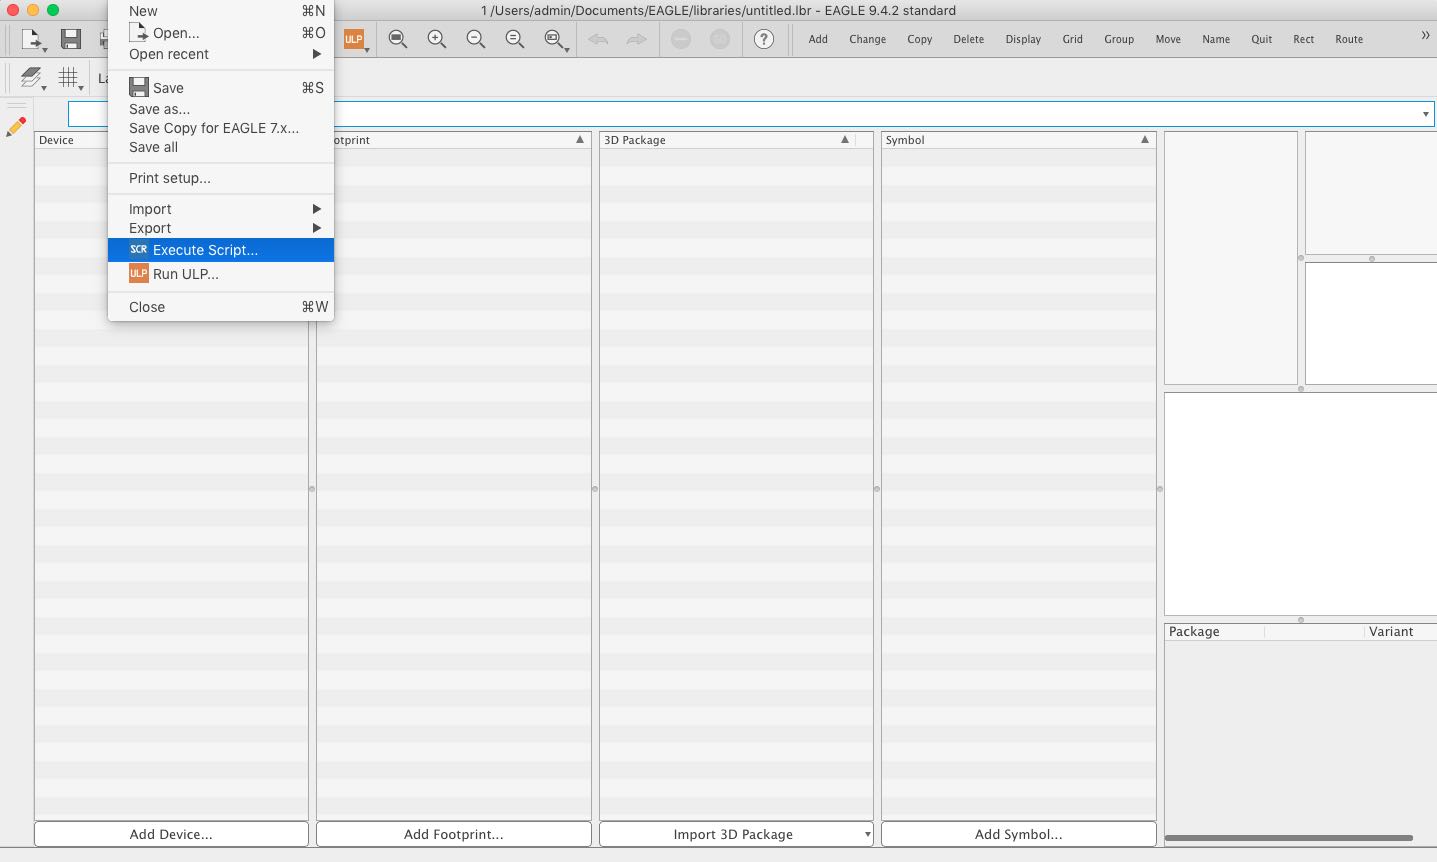 1 /Users/admin/Documents/EAGLE/libraries/untitled.lbr - EAGLE 9.4.2 standard
New ⌘N
Open... ⌘O
Open recent
Save ⌘S
Save as...
Save Copy for EAGLE 7.x...
Save all
Print setup...
Import
Export
SCR Execute Script...
ULP Run ULP...
Close ⌘W
ULP
Add Change Copy Delete Display Grid Group Move Name Quit Rect Route
La
Device otprint 3D Package Symbol
Package Variant
Add Device... Add Footprint... Import 3D Package Add Symbol...